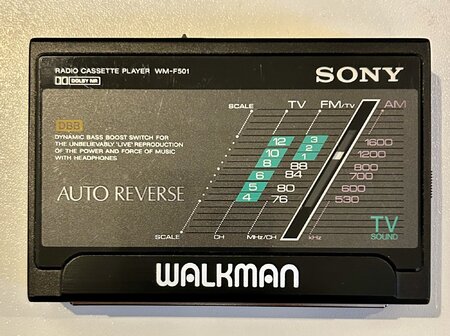 RADIO CASSETTE PLAYER WM-F501
DOLBY NR
SONY
DBB
DYNAMIC BASS BOOST SWITCH FOR
THE UNBELIEVABLY 'LIVE' REPRODUCTION
OF THE POWER AND FORCE OF MUSIC
WITH HEADPHONES
AUTO REVERSE
SCALE TV FM/TV AM
12 3 1600
10 2 1200
8 1 800
88 700
6 84
5 80 600
4 76 530
SCALE CH MHz/CH kHz
TV
SOUND
WALKMAN